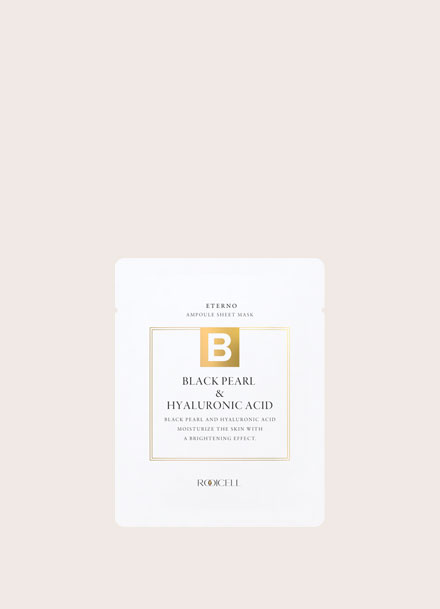 ETERNO
AMPOULE SHEET MASK
B
BLACK PEARL
&
HYALURONIC ACID
BLACK PEARL AND HYALURONIC ACID
MOISTURIZE THE SKIN WITH
A BRIGHTENING EFFECT.
ROOICELL